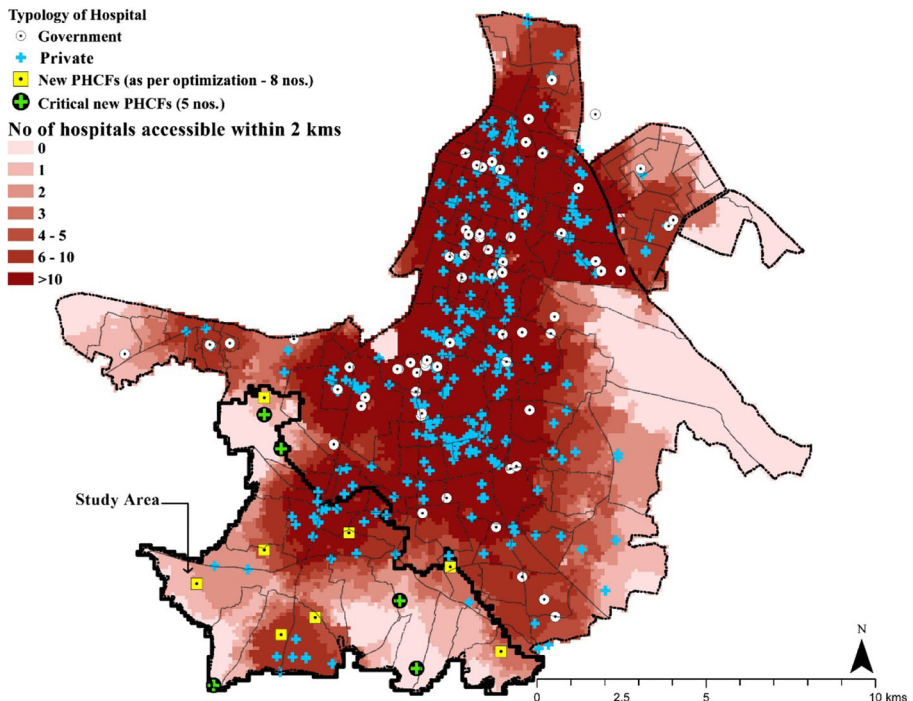 Typology of Hospital
Government
Private
New PHCFs (as per optimization - 8 nos.)
Critical new PHCFs (5 nos.)
No of hospitals accessible within 2 kms
0
1
2
3
4 - 5
6 - 10
>10
Study Area
N
0 2.5 5 10 kms